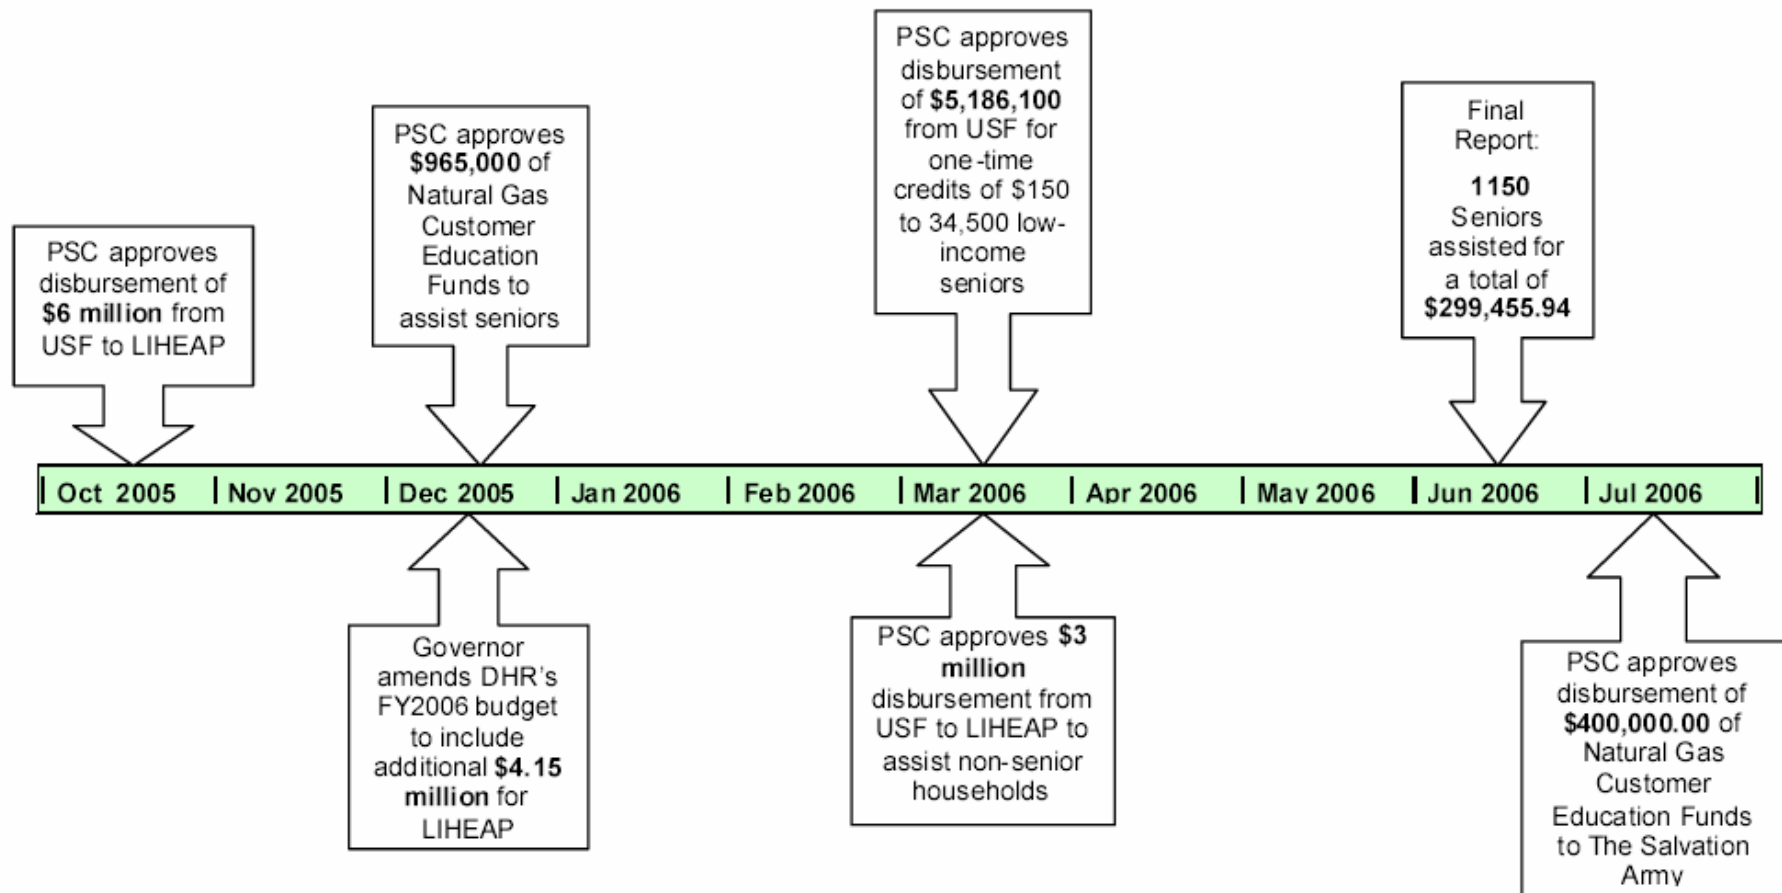 PSC approves
disbursement of
$6 million from
USF to LIHEAP
PSC approves
$965,000 of
Natural Gas
Customer
Education
Funds to
assist seniors
PSC approves
disbursement
of $5,186,100
from USF for
one-time
credits of $150
to 34,500 low-
income
seniors
Final
Report:
1150
Seniors
assisted for
a total of
$299,455.94
Oct 2005
Nov 2005
Dec 2005
Jan 2006
Feb 2006
Mar 2006
Apr 2006
May 2006
Jun 2006
Jul 2006
Governor
amends DHR's
FY2006 budget
to include
additional $4.15
million for
LIHEAP
PSC approves $3
million
disbursement from
USF to LIHEAP to
assist non-senior
households
PSC approves
disbursement of
$400,000.00 of
Natural Gas
Customer
Education Funds
to The Salvation
Army